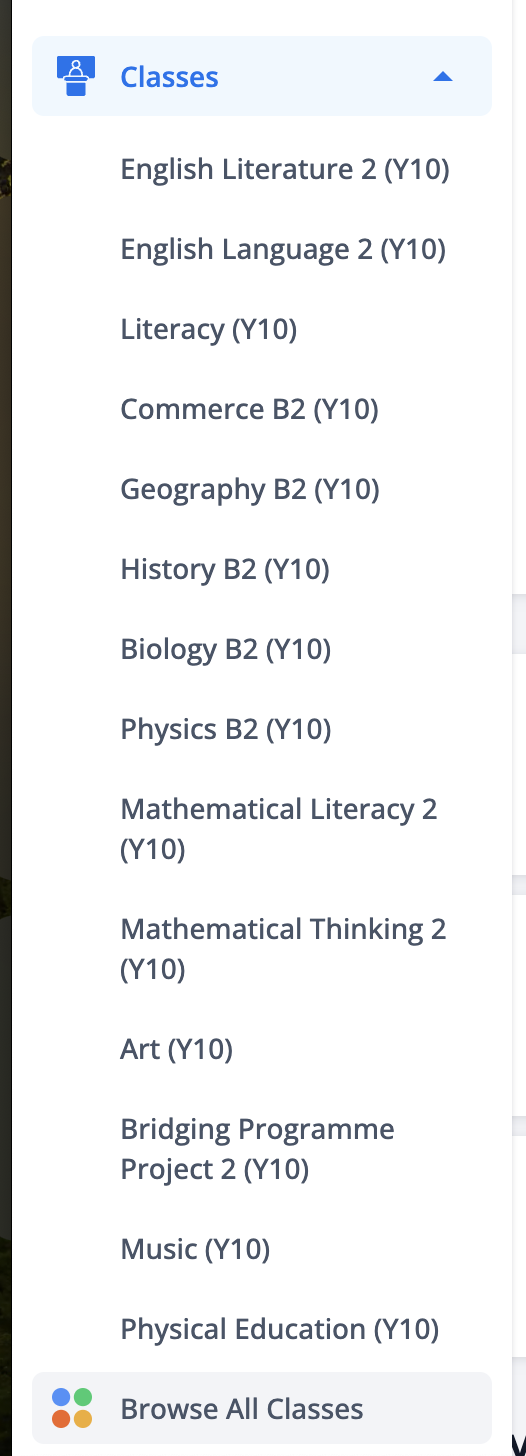 Classes
English Literature 2 (Y10)
English Language 2 (Y10)
Literacy (Y10)
Commerce B2 (Y10)
Geography B2 (Y10)
History B2 (Y10)
Biology B2 (Y10)
Physics B2 (Y10)
Mathematical Literacy 2
(Y10)
Mathematical Thinking 2
(Y10)
Art (Y10)
Bridging Programme
Project 2 (Y10)
Music (Y10)
Physical Education (Y10)
Browse All Classes